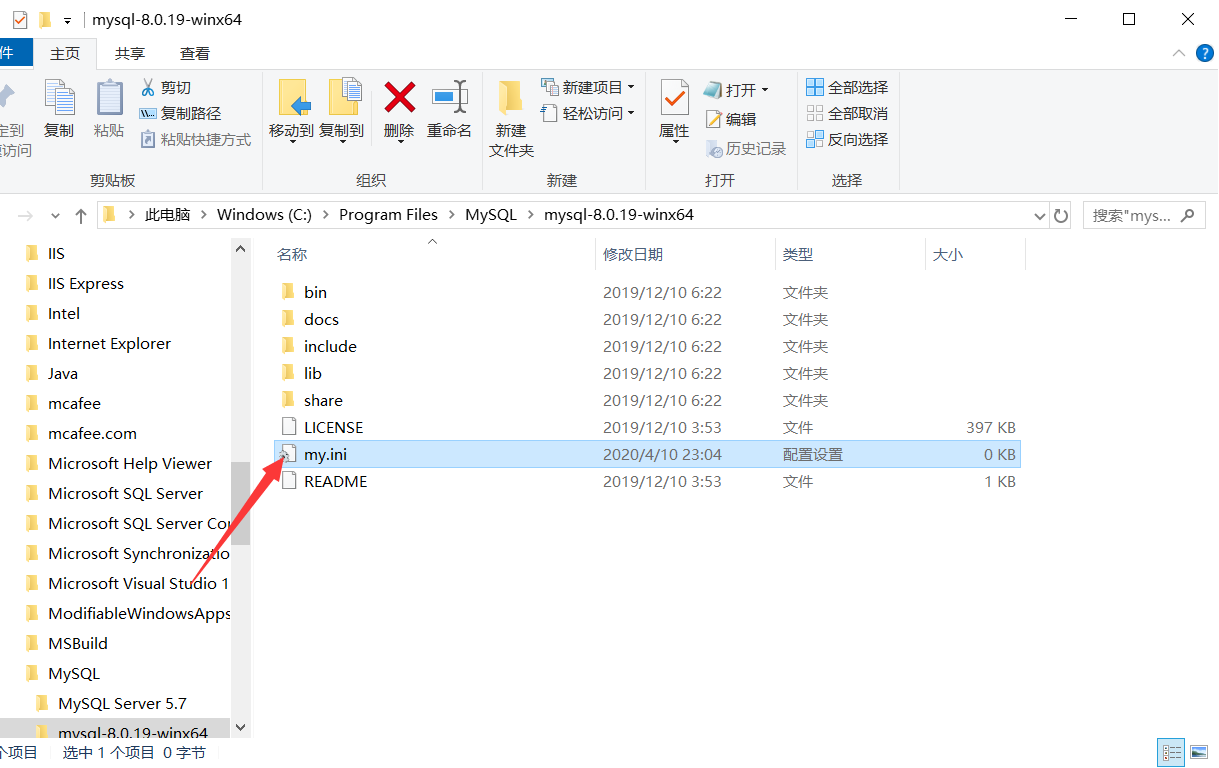 mysql-8.0.19-winx64
件 主页 共享 查看
剪切
复制路径
粘贴快捷方式
复制 粘贴
访问
剪贴板
移动到 复制到 删除 重命名
组织
新建
文件夹
新建项目
轻松访问
新建
属性
打开
编辑
历史记录
打开
全部选择
全部取消
反向选择
选择
此电脑 > Windows (C:) > Program Files > MySQL > mysql-8.0.19-winx64
搜索"mys...
IIS
IIS Express
Intel
Internet Explorer
Java
mcafee
mcafee.com
Microsoft Help Viewer
Microsoft SQL Server
Microsoft SQL Server Co
Microsoft Synchronizatio
Microsoft Visual Studio 1
ModifiableWindowsApps
MSBuild
MySQL
MySQL Server 5.7
mysql-8.0.19-winx64
名称 修改日期 类型 大小
bin 2019/12/10 6:22 文件夹
docs 2019/12/10 6:22 文件夹
include 2019/12/10 6:22 文件夹
lib 2019/12/10 6:22 文件夹
share 2019/12/10 6:22 文件夹
LICENSE 2019/12/10 3:53 文件 397 KB
my.ini 2020/4/10 23:04 配置设置 0 KB
README 2019/12/10 3:53 文件 1 KB
个项目 选中 1 个项目 0 字节